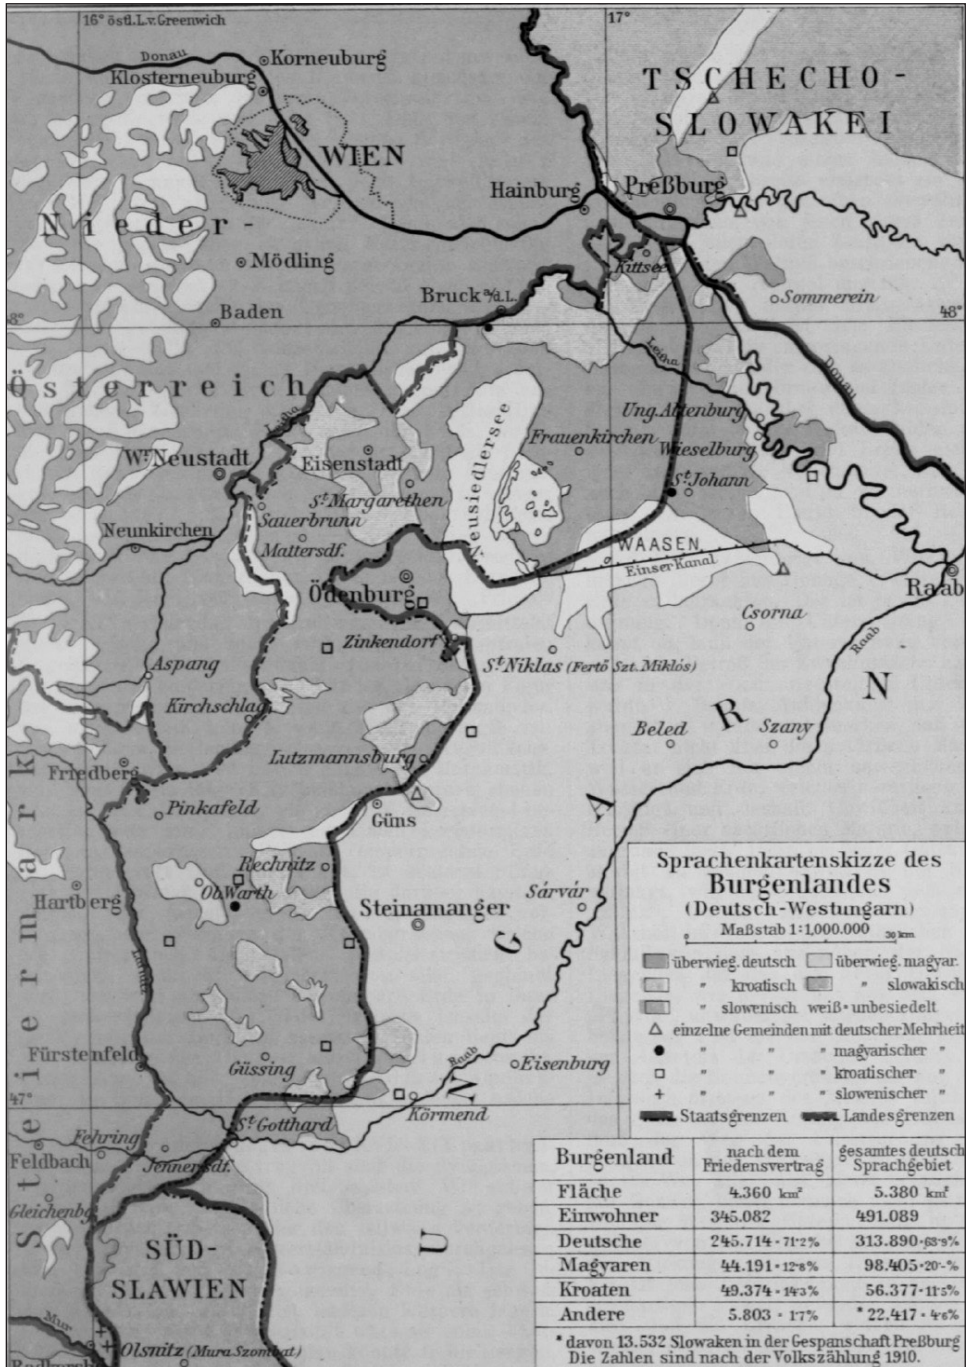 16° östl.L.v.Greenwich
17°
Donau
Korneuburg
Klosterneuburg
TSCHECHO-
SLOWAKEI
WIEN
Hainburg
Preßburg
Nieder-
Mödling
Kittsee
Bruck a/d.L.
Sommerein
Baden
48°
Leitha
Donau
Österreich
Leitha
Ung. Altenburg
Frauenkirchen
Wieselburg
Wr Neustadt
Eisenstadt
Neusiedlersee
St Margarethen
St Johann
Sauerbrunn
Neunkirchen
Mattersdf.
WAASEN
Einser Kanal
Raab
Ödenburg
Csorna
Zinkendorf
Raab
Aspang
St Niklas (Fertö Szt. Miklós)
Kirchschlag
Beled
Szany
Friedberg
Lutzmannsburg
Pinkafeld
Güns
Rechnitz
Hartberg
Ob. Warth
Steinamanger
Sárvár
Steiermark
UNGARN
Lafnitz
Fürstenfeld
Güssing
Raab
Eisenburg
47°
Körmend
St Gotthard
Fehring
Feldbach
Jennersdf.
Gleichenbg.
SÜD-
SLAWIEN
Mur
Olsnitz (Mura Szombat)
Sprachenkartenskizze des
Burgenlandes
(Deutsch-Westungarn)
Maßstab 1:1,000.000
0 30 km
überwieg. deutsch überwieg. magyar.
" kroatisch " slowakisch
" slowenisch weiß = unbesiedelt
△ einzelne Gemeinden mit deutscher Mehrheit
● " " " magyarischer "
□ " " " kroatischer "
+ " " " slowenischer "
Staatsgrenzen Landesgrenzen
Burgenland nach dem Friedensvertrag gesamtes deutsch Sprachgebiet
Fläche 4.360 km² 5.380 km²
Einwohner 345.082 491.089
Deutsche 245.714 = 71·2% 313.890 = 63·9%
Magyaren 44.191 = 12·8% 98.405 = 20·-%
Kroaten 49.374 = 14·3% 56.377 = 11·5%
Andere 5.803 = 1·7% * 22.417 = 4·6%
* davon 13.532 Slowaken in der Gespanschaft Preßburg
Die Zahlen sind nach der Volkszählung 1910.